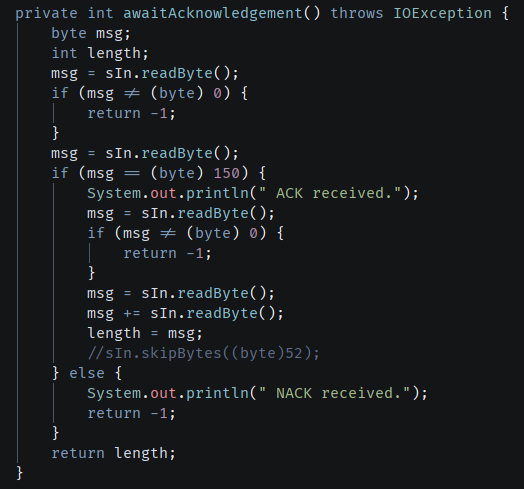 private int awaitAcknowledgement() throws IOException {
    byte msg;
    int length;
    msg = sIn.readByte();
    if (msg ≠ (byte) 0) {
        return -1;
    }
    msg = sIn.readByte();
    if (msg == (byte) 150) {
        System.out.println(" ACK received.");
        msg = sIn.readByte();
        if (msg ≠ (byte) 0) {
            return -1;
        }
        msg = sIn.readByte();
        msg += sIn.readByte();
        length = msg;
        //sIn.skipBytes((byte)52);
    } else {
        System.out.println(" NACK received.");
        return -1;
    }
    return length;
}